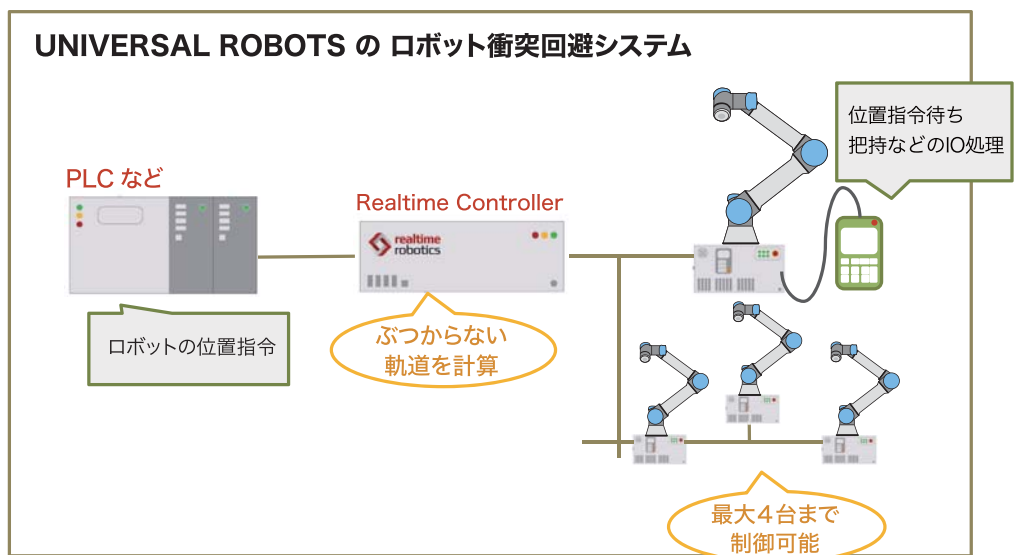 UNIVERSAL ROBOTS の ロボット衝突回避システム
位置指令待ち
把持などのIO処理
PLC など
Realtime Controller
realtime
robotics
ロボットの位置指令
ぶつからない
軌道を計算
最大4台まで
制御可能